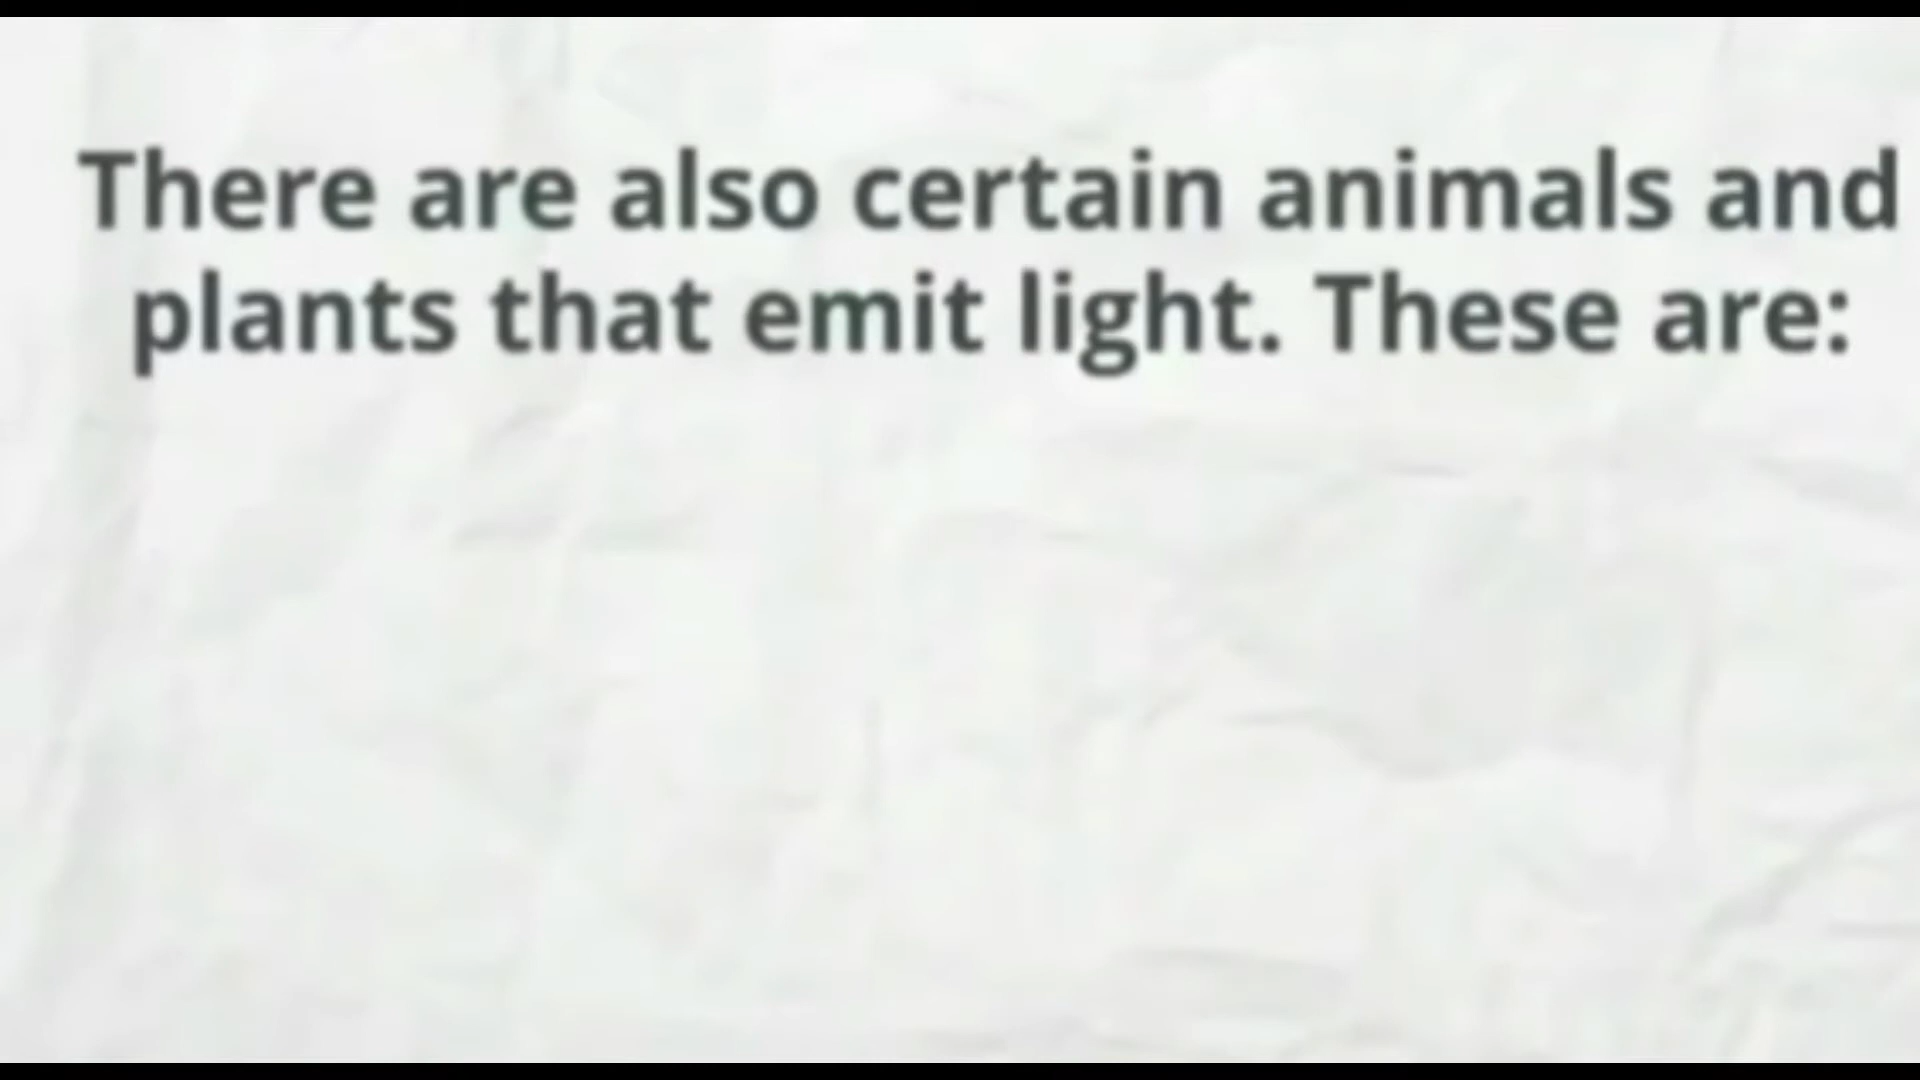 There are also certain animals and
plants that emit light. These are: